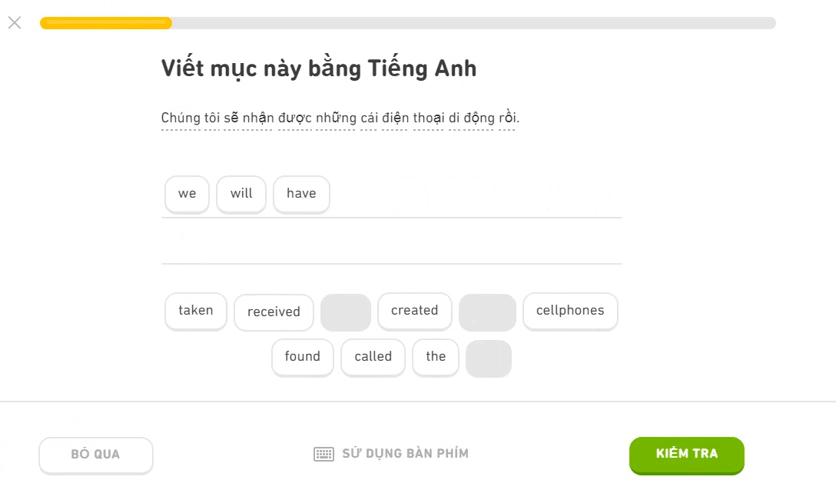 Viết mục này bằng Tiếng Anh
Chúng tôi sẽ nhận được những cái điện thoại di động rồi.
we will have
taken received created cellphones
found called the
BỎ QUA SỬ DỤNG BÀN PHÍM KIỂM TRA